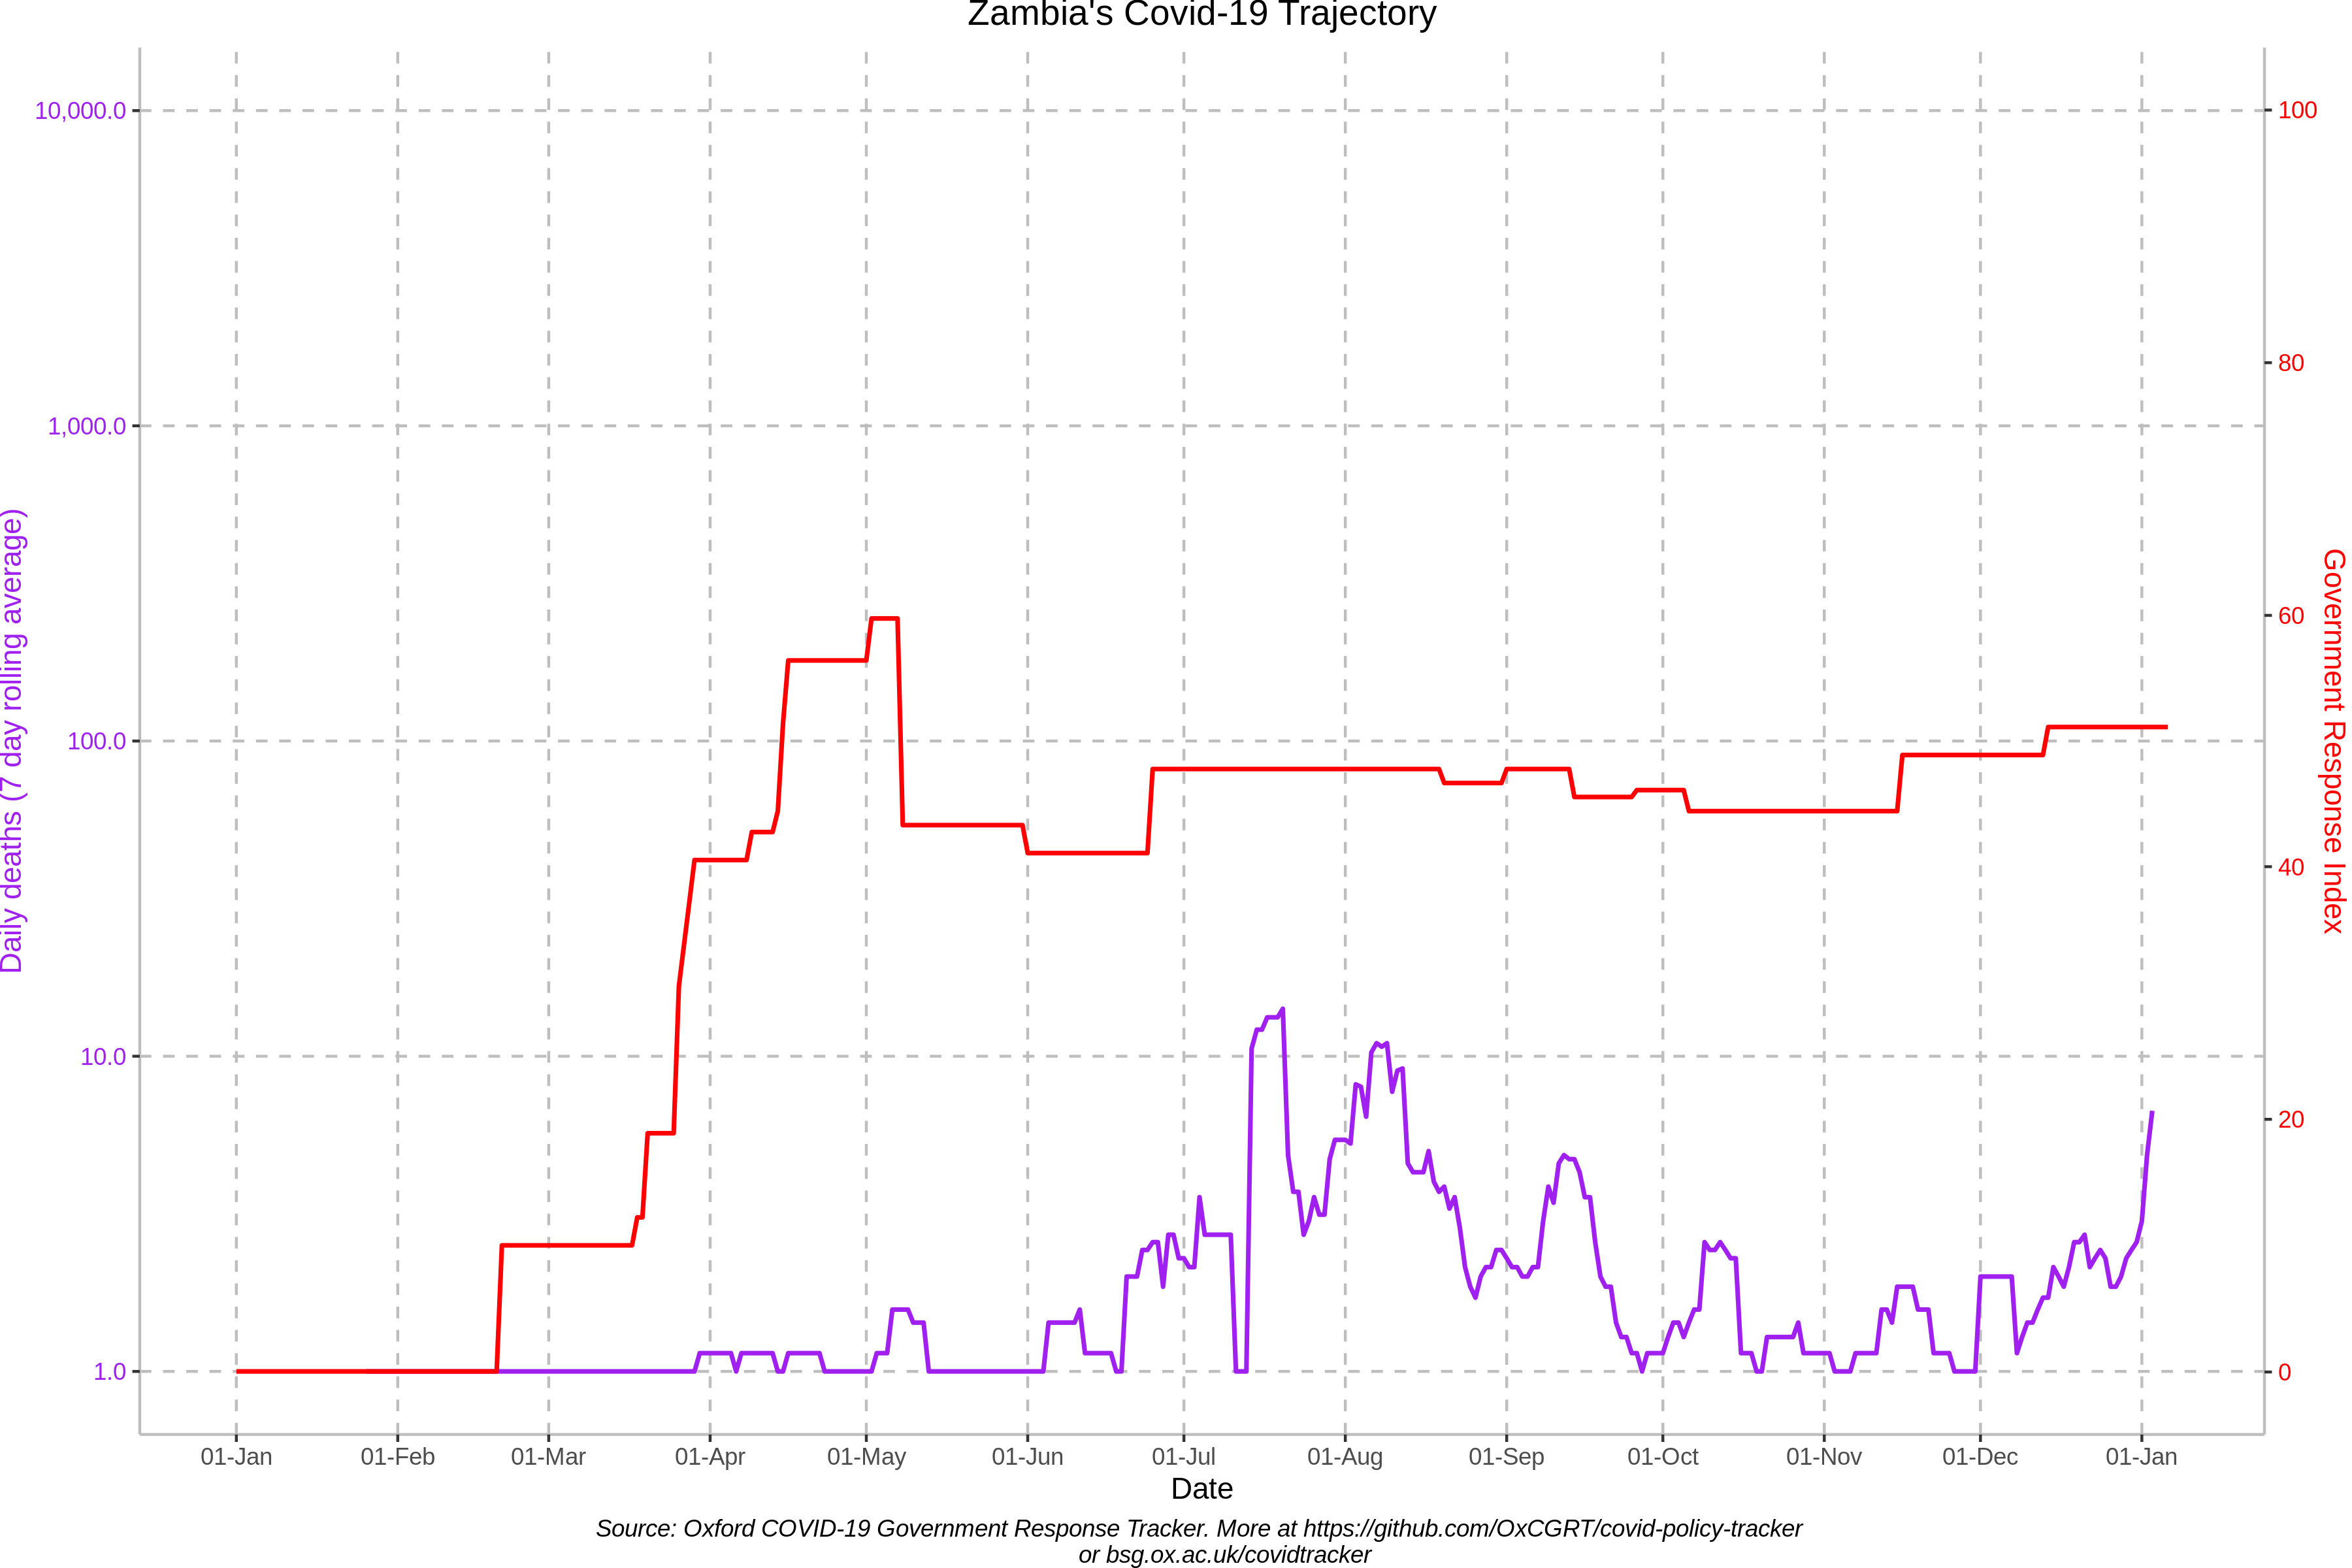 Zambia's Covid-19 Trajectory
10,000.0
1,000.0
100.0
10.0
1.0
Daily deaths (7 day rolling average)
100
80
60
40
20
0
Government Response Index
01-Jan
01-Feb
01-Mar
01-Apr
01-May
01-Jun
01-Jul
01-Aug
01-Sep
01-Oct
01-Nov
01-Dec
01-Jan
Date
Source: Oxford COVID-19 Government Response Tracker. More at https://github.com/OxCGRT/covid-policy-tracker
or bsg.ox.ac.uk/covidtracker